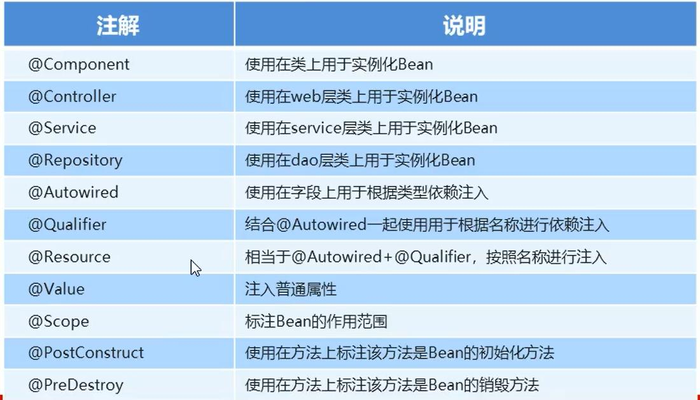 注解 说明
@Component 使用在类上用于实例化Bean
@Controller 使用在web层类上用于实例化Bean
@Service 使用在service层类上用于实例化Bean
@Repository 使用在dao层类上用于实例化Bean
@Autowired 使用在字段上用于根据类型依赖注入
@Qualifier 结合@Autowired一起使用用于根据名称进行依赖注入
@Resource 相当于@Autowired+@Qualifier，按照名称进行注入
@Value 注入普通属性
@Scope 标注Bean的作用范围
@PostConstruct 使用在方法上标注该方法是Bean的初始化方法
@PreDestroy 使用在方法上标注该方法是Bean的销毁方法